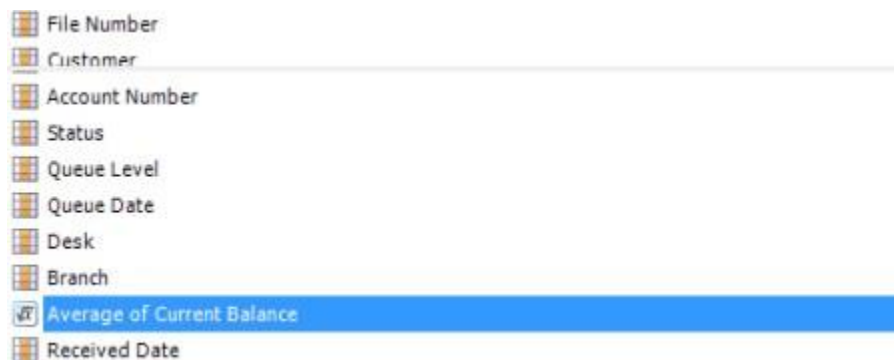 File Number
Customer
Account Number
Status
Queue Level
Queue Date
Desk
Branch
Average of Current Balance
Received Date